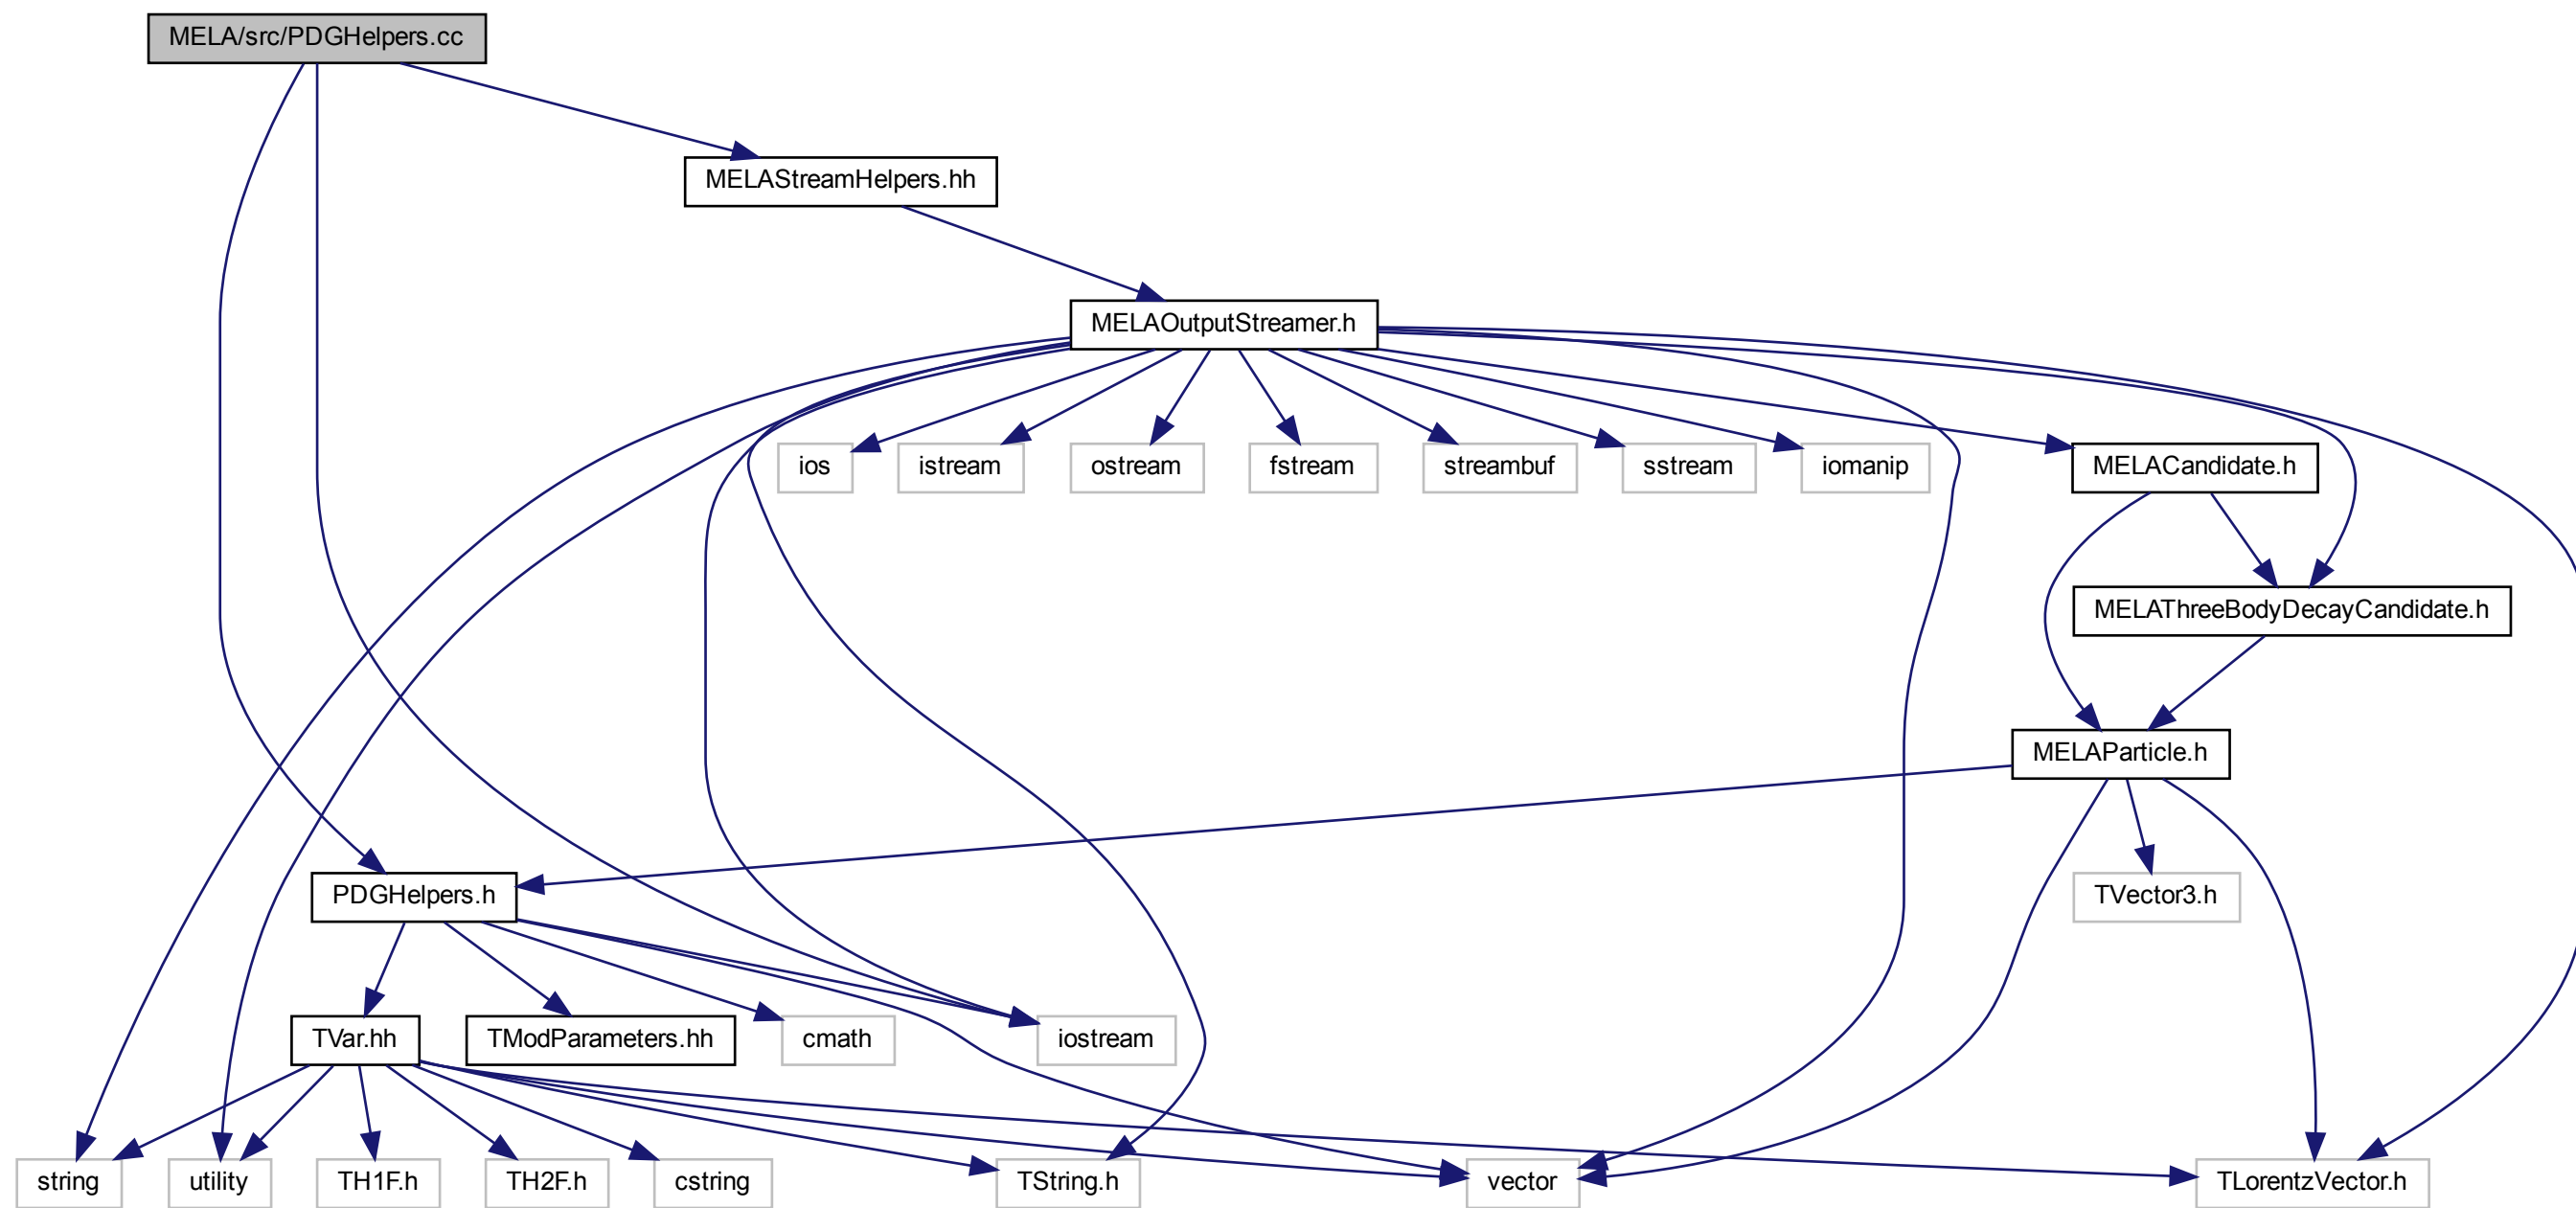 MELA/src/PDGHelpers.cc
MELAStreamHelpers.hh
MELAOutputStreamer.h
ios
istream
ostream
fstream
streambuf
sstream
iomanip
MELACandidate.h
MELAThreeBodyDecayCandidate.h
MELAParticle.h
PDGHelpers.h
TVector3.h
TVar.hh
TModParameters.hh
cmath
iostream
string
utility
TH1F.h
TH2F.h
cstring
TString.h
vector
TLorentzVector.h